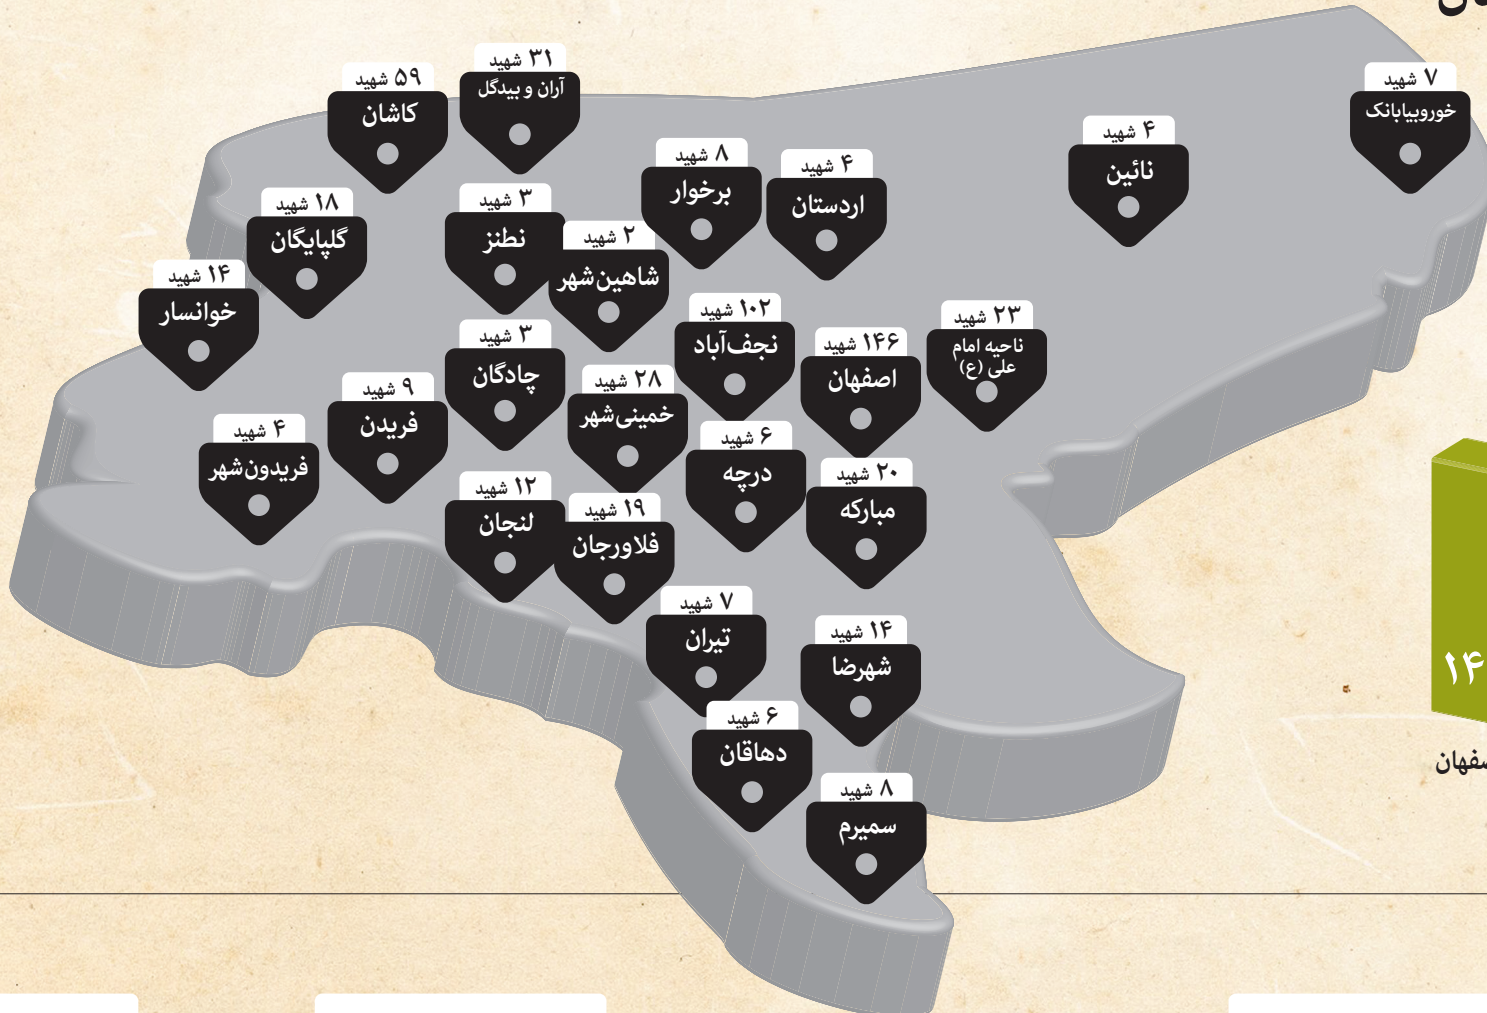 ۷ شهید
خوروبیابانک
۴ شهید
نائین
۳۱ شهید
آران و بیدگل
۵۹ شهید
کاشان
۸ شهید
برخوار
۴ شهید
اردستان
۳ شهید
نطنز
۱۸ شهید
گلپایگان
۲ شهید
شاهین‌شهر
۱۴ شهید
خوانسار
۲۳ شهید
ناحیه امام
علی (ع)
۱۴۶ شهید
اصفهان
۱۰۲ شهید
نجف‌آباد
۳ شهید
چادگان
۲۸ شهید
خمینی‌شهر
۹ شهید
فریدن
۴ شهید
فریدون‌شهر
۶ شهید
درچه
۲۰ شهید
مبارکه
۱۲ شهید
لنجان
۱۹ شهید
فلاورجان
۷ شهید
تیران
۱۴ شهید
شهرضا
۶ شهید
دهاقان
۸ شهید
سمیرم
۱۴